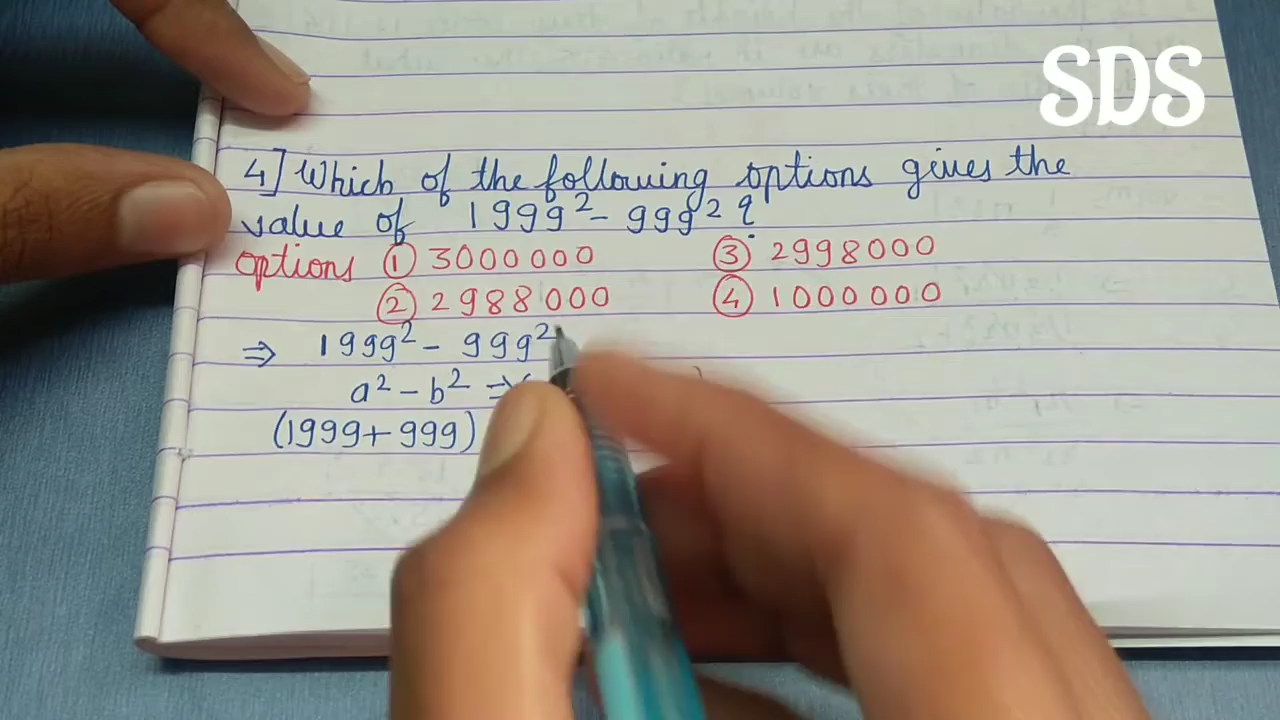 SDS
4] Which of the following options gives the
value of 1999² - 999² ?
options ① 3000000 ③ 2998000
② 2988000 ④ 1000000
⇒ 1999² - 999²
a² - b² ⇒ (
(1999+999)